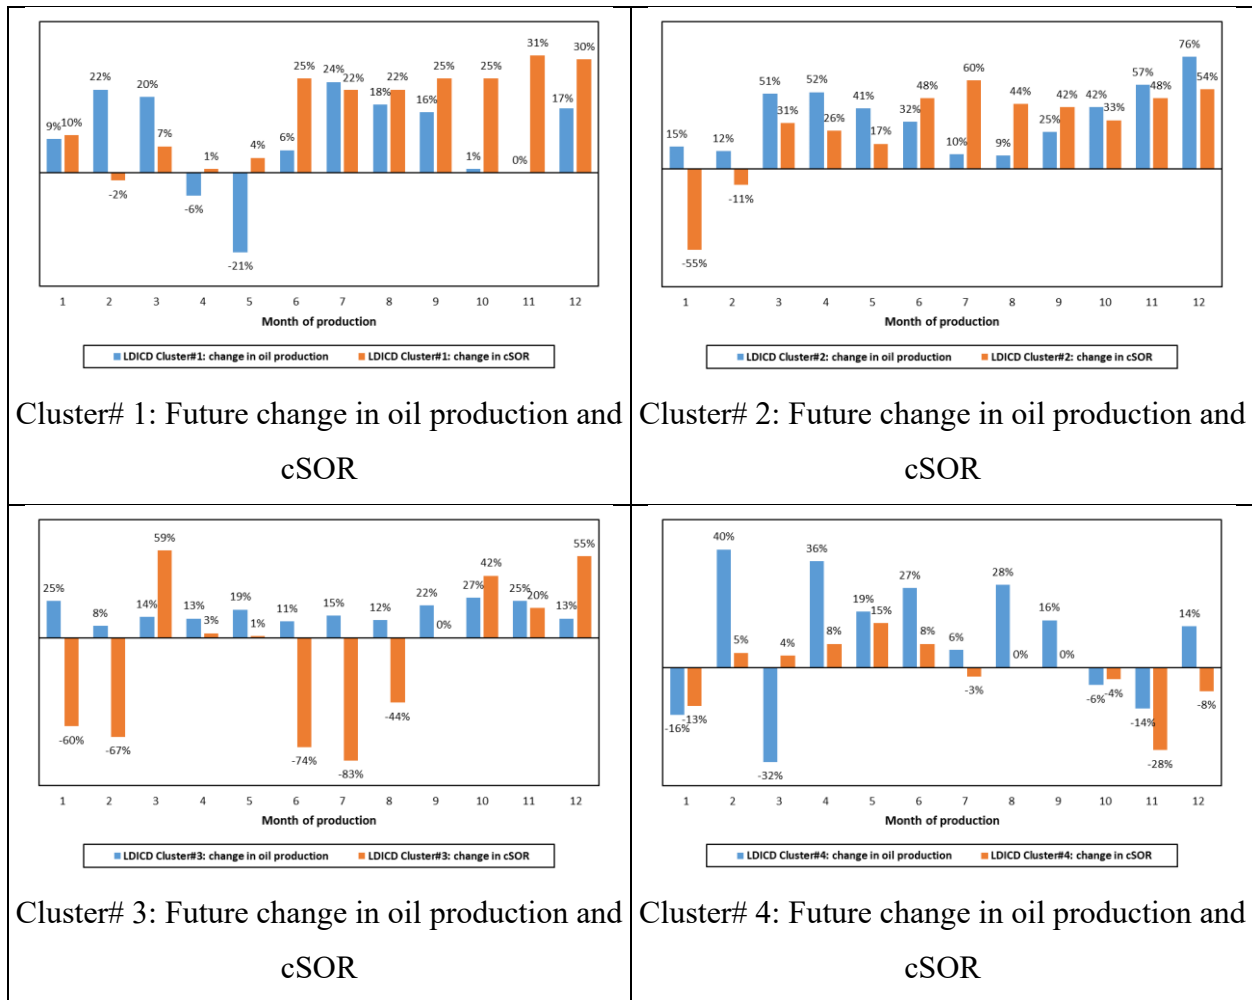 9% 10% 22% -2% 20% 7% -6% 1% -21% 4% 6% 25% 24% 22% 18% 22% 16% 25% 1% 25% 0% 31% 17% 30%
1 2 3 4 5 6 7 8 9 10 11 12
Month of production
LDICD Cluster#1: change in oil production LDICD Cluster#1: change in cSOR
Cluster# 1: Future change in oil production and
cSOR
15% -55% 12% -11% 51% 31% 52% 26% 41% 17% 32% 48% 10% 60% 9% 44% 25% 42% 42% 33% 57% 48% 76% 54%
1 2 3 4 5 6 7 8 9 10 11 12
Month of production
LDICD Cluster#2: change in oil production LDICD Cluster#2: change in cSOR
Cluster# 2: Future change in oil production and
cSOR
25% -60% 8% -67% 14% 59% 13% 3% 19% 1% 11% -74% 15% -83% 12% -44% 22% 0% 27% 42% 25% 20% 13% 55%
1 2 3 4 5 6 7 8 9 10 11 12
Month of production
LDICD Cluster#3: change in oil production LDICD Cluster#3: change in cSOR
Cluster# 3: Future change in oil production and
cSOR
-16% -13% 40% 5% -32% 4% 36% 8% 19% 15% 27% 8% 6% -3% 28% 0% 16% 0% -6% -4% -14% -28% 14% -8%
1 2 3 4 5 6 7 8 9 10 11 12
Month of production
LDICD Cluster#4: change in oil production LDICD Cluster#4: change in cSOR
Cluster# 4: Future change in oil production and
cSOR